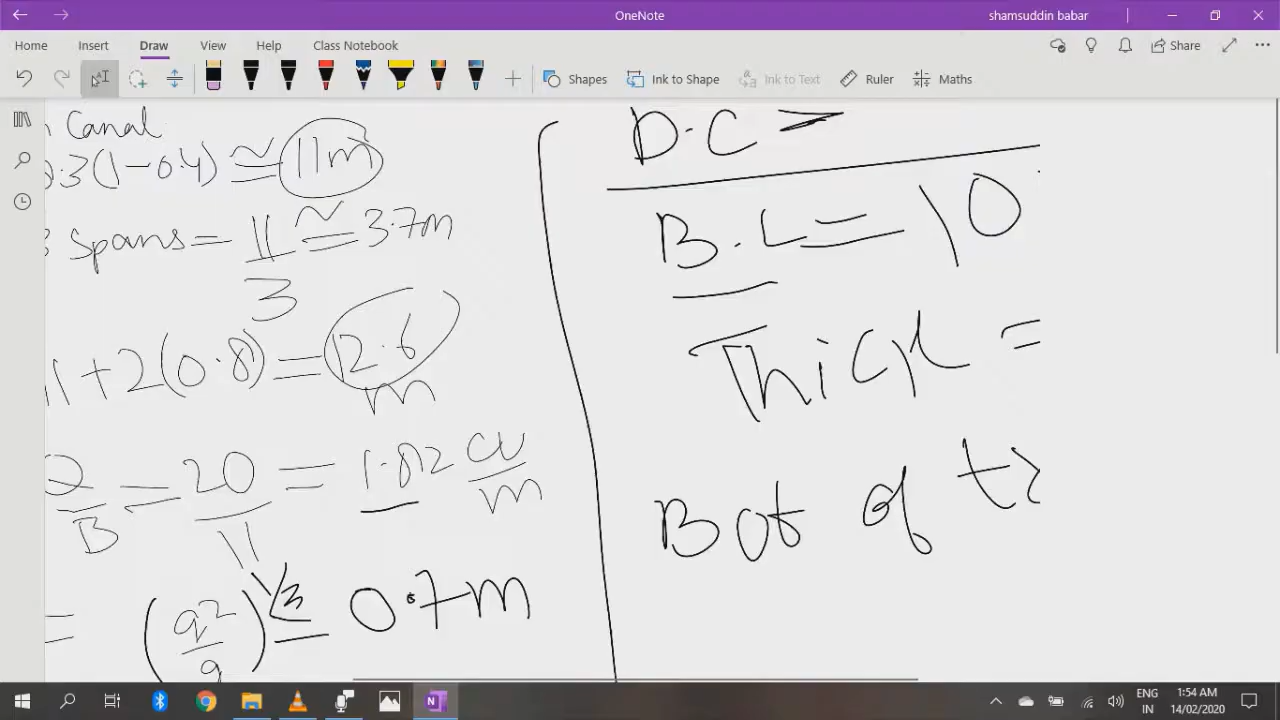 OneNote
shamsuddin babar
Home Insert Draw View Help Class Notebook
Share
Shapes Ink to Shape Ink to Text Ruler Maths
Canal
.3(1-0.4) ≅ 11m
3 Spans = 11/3 ≅ 3.7m
11+2(0.8) = 12.6 m
Q/B = 20/11 = 1.82 cu/m
= (q²/g)^1/3 = 0.7m
D.C >
B.L = 10
Thick =
Bot of
ENG
IN
1:54 AM
14/02/2020